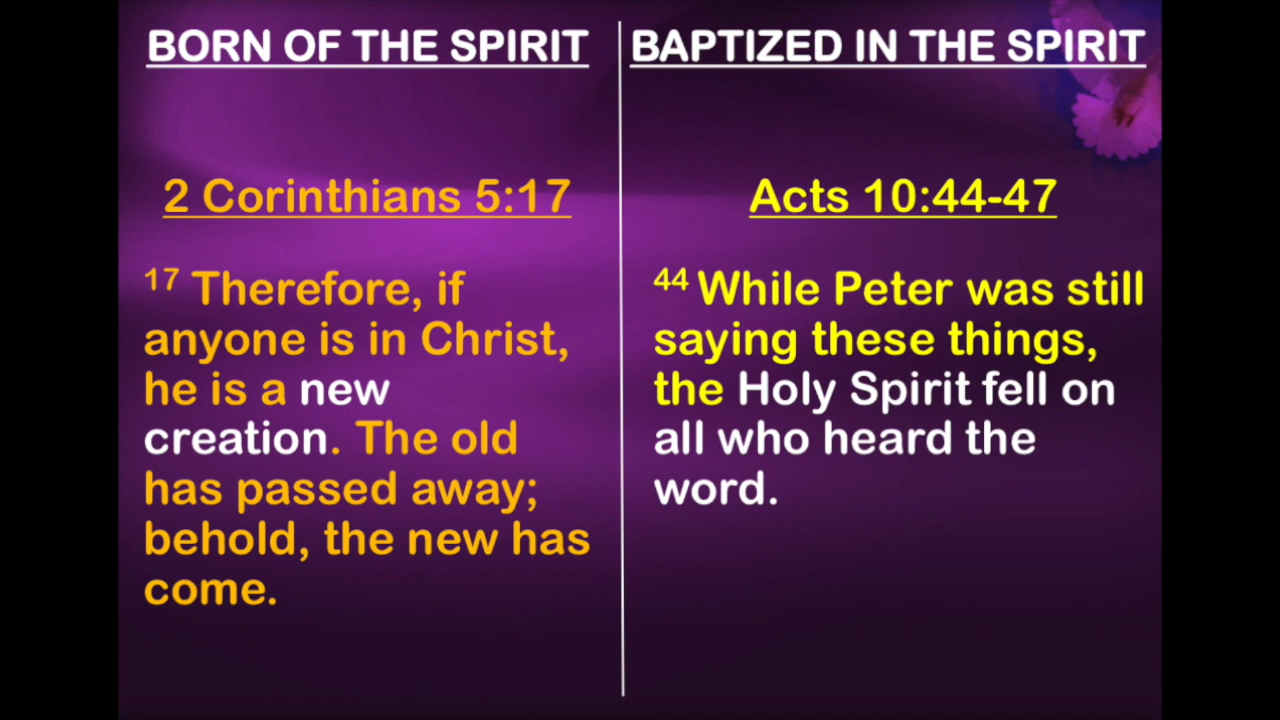 BORN OF THE SPIRIT
2 Corinthians 5:17
17 Therefore, if
anyone is in Christ,
he is a new
creation. The old
has passed away;
behold, the new has
come.
BAPTIZED IN THE SPIRIT
Acts 10:44-47
44 While Peter was still
saying these things,
the Holy Spirit fell on
all who heard the
word.